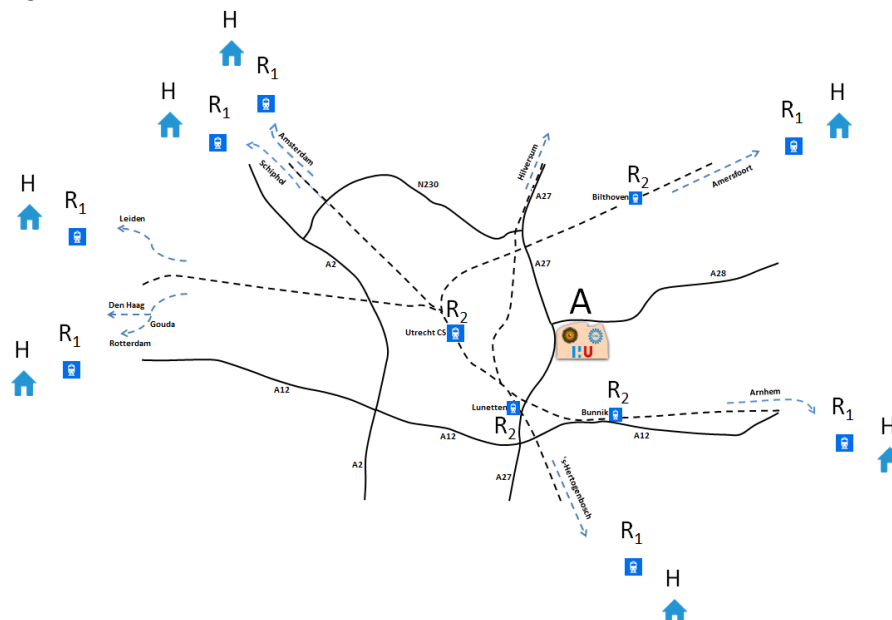 H
R1
H
R1
Amsterdam
Schiphol
R1
H
Hilversum
N230
A27
R2
Bilthoven
Amersfoort
H
R1
Leiden
A2
A27
A28
Den Haag
Gouda
Rotterdam
R2
Utrecht CS
A
HU
R1
H
A12
Arnhem
Lunetten
R2
R2
Bunnik
A12
A12
R1
H
A2
A27
's-Hertogenbosch
R1
H